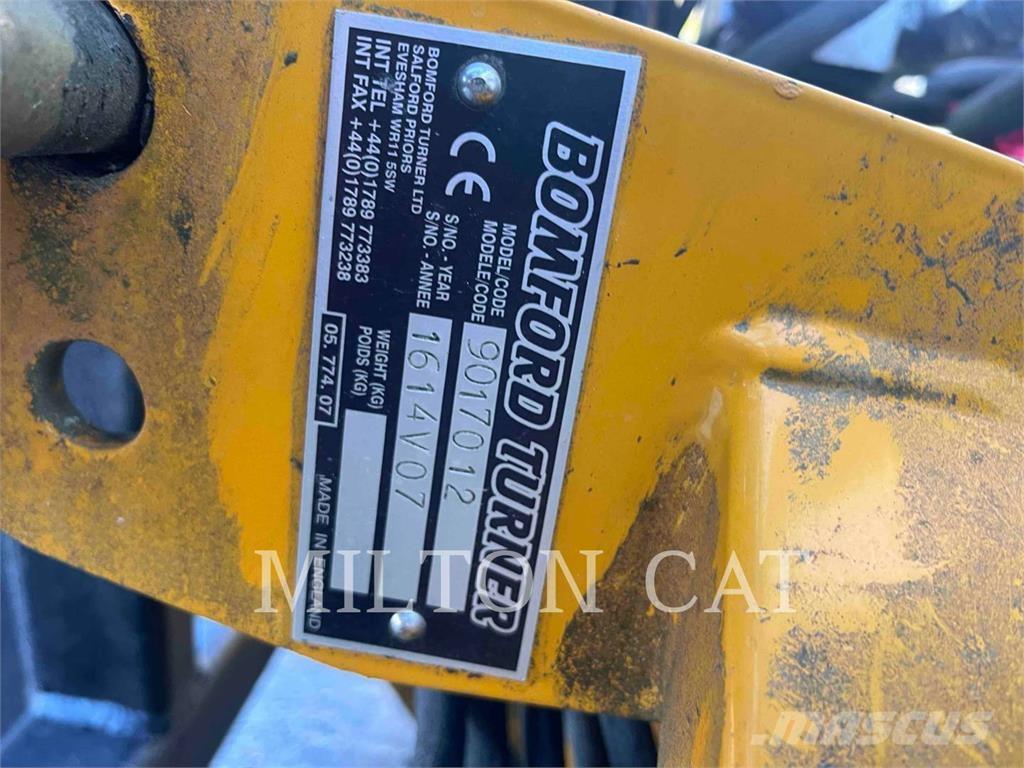 BOMFORD TURNER
MODEL/CODE
MODELE/CODE
9017012
S/NO.- YEAR
S/NO.- ANNEE
1614V07
WEIGHT (KG)
POIDS (KG)
CE
BOMFORD TURNER LTD
SALFORD PRIORS
EVESHAM WR11 5SW
INT TEL +44(0)1789 773383
INT FAX +44(0)1789 773238
05. 774. 07
MADE IN ENGLAND
MILTON CAT
MASCUS